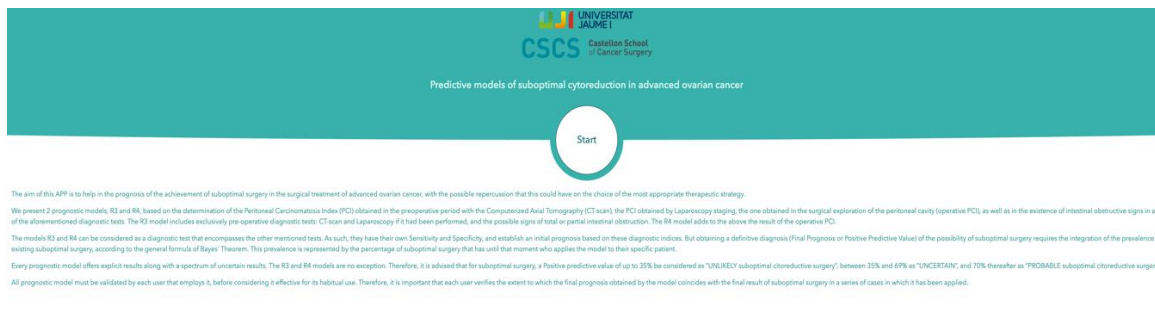 UNIVERSITAT
JAUME I
CSCS Castellon School
of Cancer Surgery
Predictive models of suboptimal cytoreduction in advanced ovarian cancer
Start
The aim of this APP is to help in the prognosis of the achievement of suboptimal surgery in the surgical treatment of advanced ovarian cancer, with the possible repercussion that this could have on the choice of the most appropriate therapeutic strategy.
We present 2 prognostic models, R3 and R4, based on the determination of the Peritoneal Carcinomatosis Index (PCI) obtained in the preoperative period with the Computerized Axial Tomography (CT-scan), the PCI obtained by Laparoscopy staging, the one obtained in the surgical exploration of the peritoneal cavity (operative PCI), as well as in the existence of intestinal obstructive signs in a
of the aforementioned diagnostic tests. The R3 model includes exclusively pre-operative diagnostic tests: CT-scan and Laparoscopy if it had been performed, and the possible signs of total or partial intestinal obstruction. The R4 model adds to the above the result of the operative PCI.
The models R3 and R4 can be considered as a diagnostic test that encompasses the other mentioned tests. As such, they have their own Sensitivity and Specificity, and establish an initial prognosis based on these diagnostic indices. But obtaining a definitive diagnosis (Final Prognosis or Positive Predictive Value) of the possibility of suboptimal surgery requires the integration of the prevalence
existing suboptimal surgery, according to the general formula of Bayes' Theorem. This prevalence is represented by the percentage of suboptimal surgery that has until that moment who applies the model to their specific patient.
Every prognostic model offers explicit results along with a spectrum of uncertain results. The R3 and R4 models are no exception. Therefore, it is advised that for suboptimal surgery, a Positive predictive value of up to 35% be considered as "UNLIKELY suboptimal citoreductive surgery", between 35% and 69% as "UNCERTAIN", and 70% thereafter as "PROBABLE suboptimal citoreductive surger
All prognostic model must be validated by each user that employs it, before considering it effective for its habitual use. Therefore, it is important that each user verifies the extent to which the final prognosis obtained by the model coincides with the final result of suboptimal surgery in a series of cases in which it has been applied.